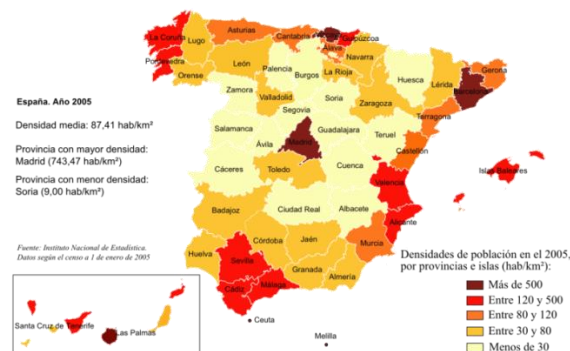 España. Año 2005
Densidad media: 87,41 hab/km²
Provincia con mayor densidad:
Madrid (743,47 hab/km²)
Provincia con menor densidad:
Soria (9,00 hab/km²)
Fuente: Instituto Nacional de Estadística.
Datos según el censo a 1 enero de 2005
La Coruña
Lugo
Asturias
Cantabria
Guipúzcoa
Pontevedra
Orense
León
Palencia
Burgos
Álava
Navarra
La Rioja
Huesca
Lérida
Gerona
Barcelona
Zamora
Valladolid
Soria
Zaragoza
Tarragona
Segovia
Salamanca
Ávila
Madrid
Guadalajara
Teruel
Castellón
Cáceres
Toledo
Cuenca
Valencia
Islas Baleares
Badajoz
Ciudad Real
Albacete
Alicante
Huelva
Sevilla
Córdoba
Jaén
Murcia
Cádiz
Málaga
Granada
Almería
Ceuta
Melilla
Santa Cruz de Tenerife
Las Palmas
Densidades de población en el 2005,
por provincias e islas (hab/km²):
Más de 500
Entre 120 y 500
Entre 80 y 120
Entre 30 y 80
Menos de 30